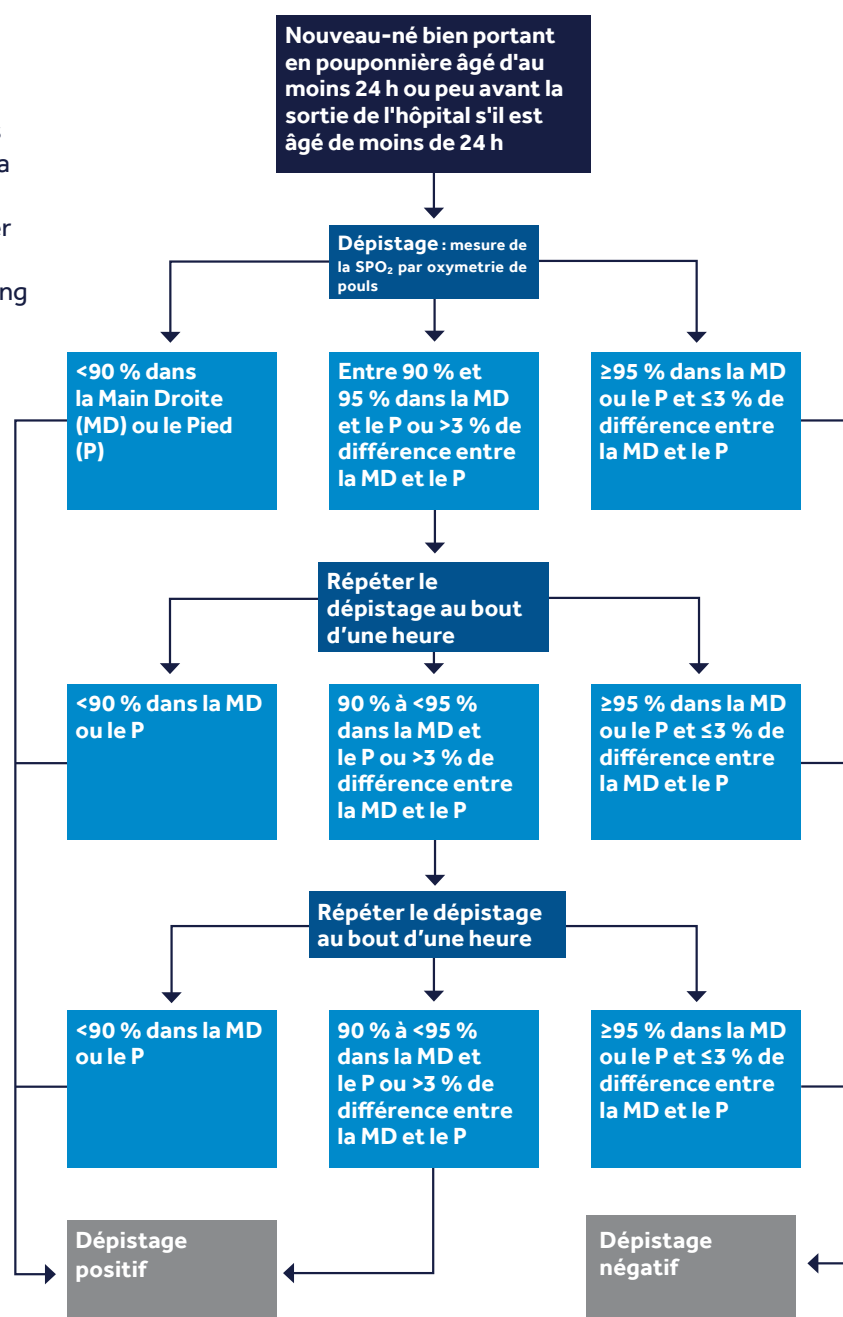 Nouveau-né bien portant
en pouponnière âgé d'au
moins 24 h ou peu avant la
sortie de l'hôpital s'il est
âgé de moins de 24 h
a
er
ng
Dépistage : mesure de
la SPO₂ par oxymetrie de
pouls
<90 % dans
la Main Droite
(MD) ou le Pied
(P)
Entre 90 % et
95 % dans la MD
et le P ou >3 % de
différence entre
la MD et le P
≥95 % dans la MD
ou le P et ≤3 % de
différence entre
la MD et le P
Répéter le
dépistage au bout
d’une heure
<90 % dans la MD
ou le P
90 % à <95 %
dans la MD et
le P ou >3 % de
différence entre
la MD et le P
≥95 % dans la MD
ou le P et ≤3 % de
différence entre
la MD et le P
Répéter le dépistage
au bout d’une heure
<90 % dans la MD
ou le P
90 % à <95 %
dans la MD et
le P ou >3 % de
différence entre
la MD et le P
≥95 % dans la MD
ou le P et ≤3 % de
différence entre
la MD et le P
Dépistage
positif
Dépistage
négatif